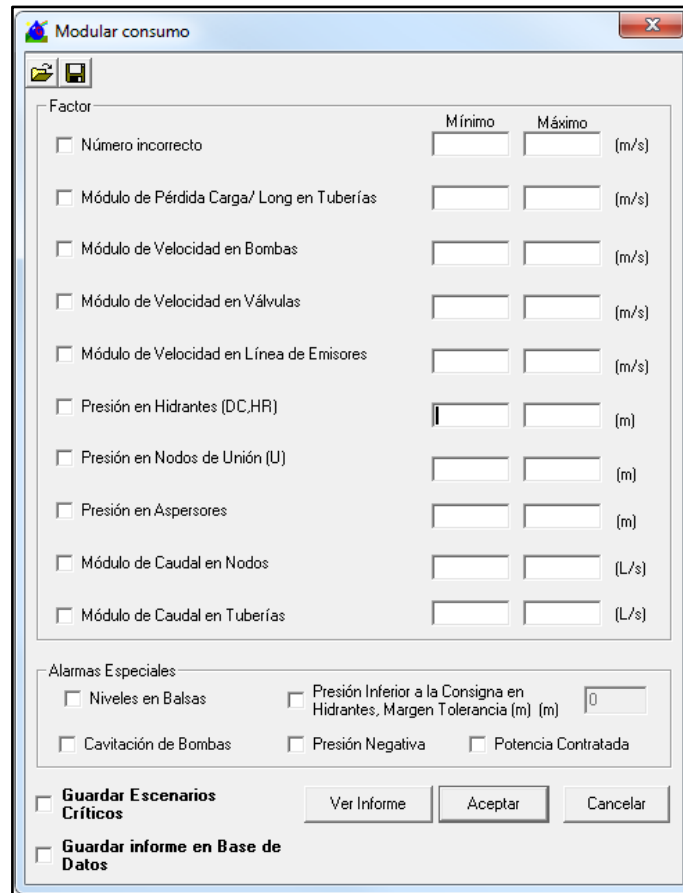 Modular consumo
Factor
Mínimo Máximo
Número incorrecto (m/s)
Módulo de Pérdida Carga/ Long en Tuberías (m/s)
Módulo de Velocidad en Bombas (m/s)
Módulo de Velocidad en Válvulas (m/s)
Módulo de Velocidad en Línea de Emisores (m/s)
Presión en Hidrantes (DC,HR) (m)
Presión en Nodos de Unión (U) (m)
Presión en Aspersores (m)
Módulo de Caudal en Nodos (L/s)
Módulo de Caudal en Tuberías (L/s)
Alarmas Especiales
Niveles en Balsas
Presión Inferior a la Consigna en
Hidrantes, Margen Tolerancia (m) (m) 0
Cavitación de Bombas Presión Negativa Potencia Contratada
Guardar Escenarios
Críticos
Ver Informe Aceptar Cancelar
Guardar informe en Base de
Datos